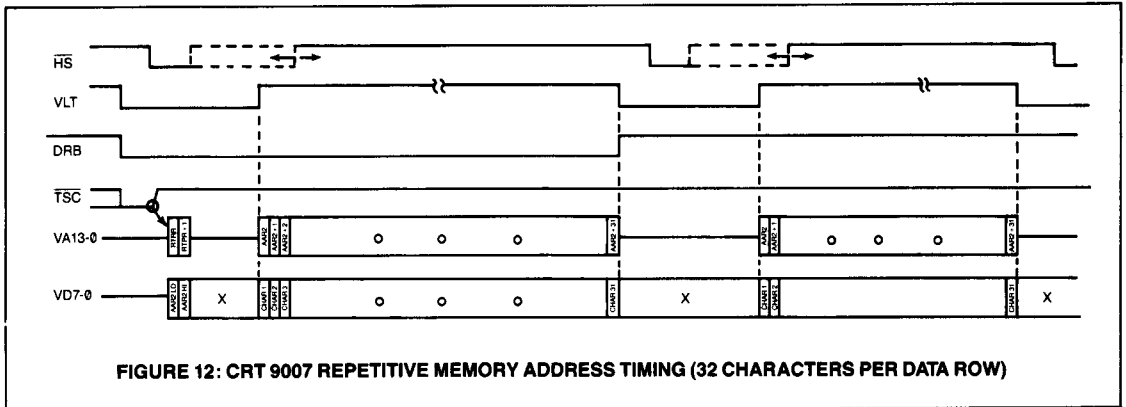 HS
VLT
DRB
TSC
VA13-0 RTPR RTPR + 1 AAR2 AAR2 + 1 AAR2 + 2 AAR2 + 31 AAR2 AAR2 + 1 AAR2 + 31
VD7-0 AAR2 LO AAR2 HI X CHAR 1 CHAR 2 CHAR 3 CHAR 31 X CHAR 1 CHAR 2 CHAR 31 X
FIGURE 12: CRT 9007 REPETITIVE MEMORY ADDRESS TIMING (32 CHARACTERS PER DATA ROW)